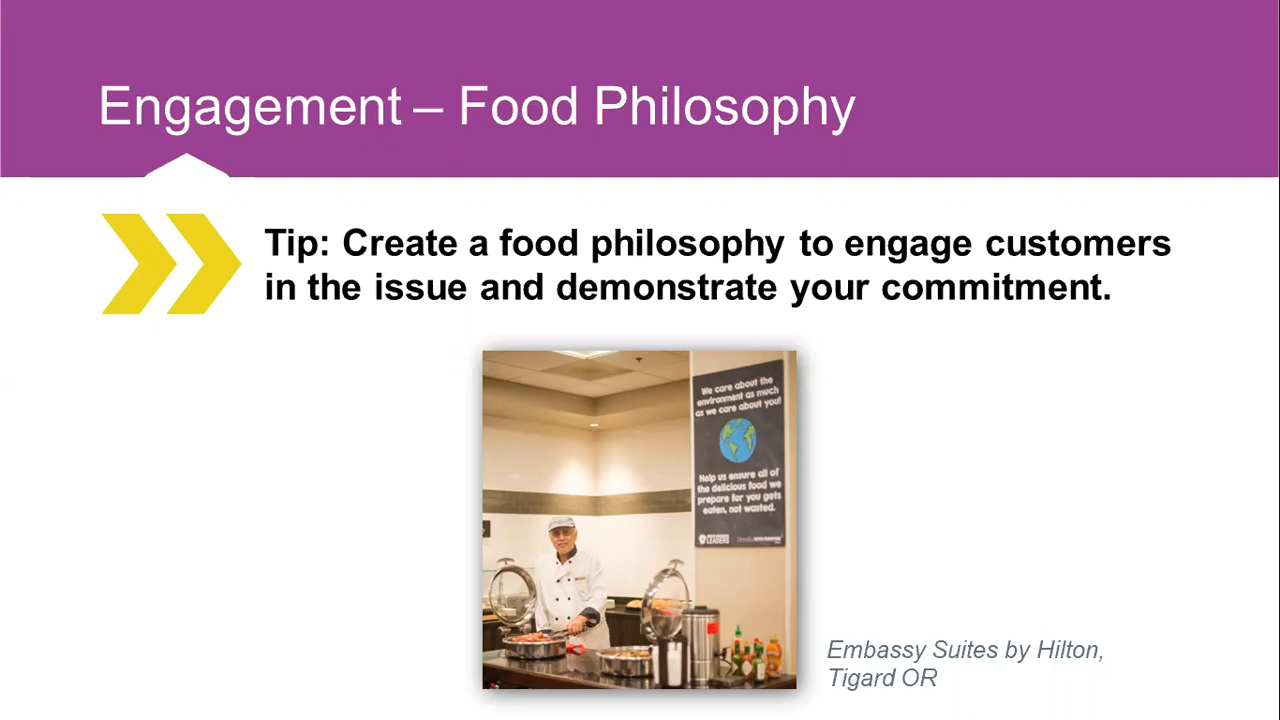 Engagement – Food Philosophy
Tip: Create a food philosophy to engage customers
in the issue and demonstrate your commitment.
We care about the
environment as much
as we care about you!
Help us ensure all of
the delicious food we
prepare for you gets
eaten, not wasted.
LEADERS
Embassy Suites by Hilton,
Tigard OR